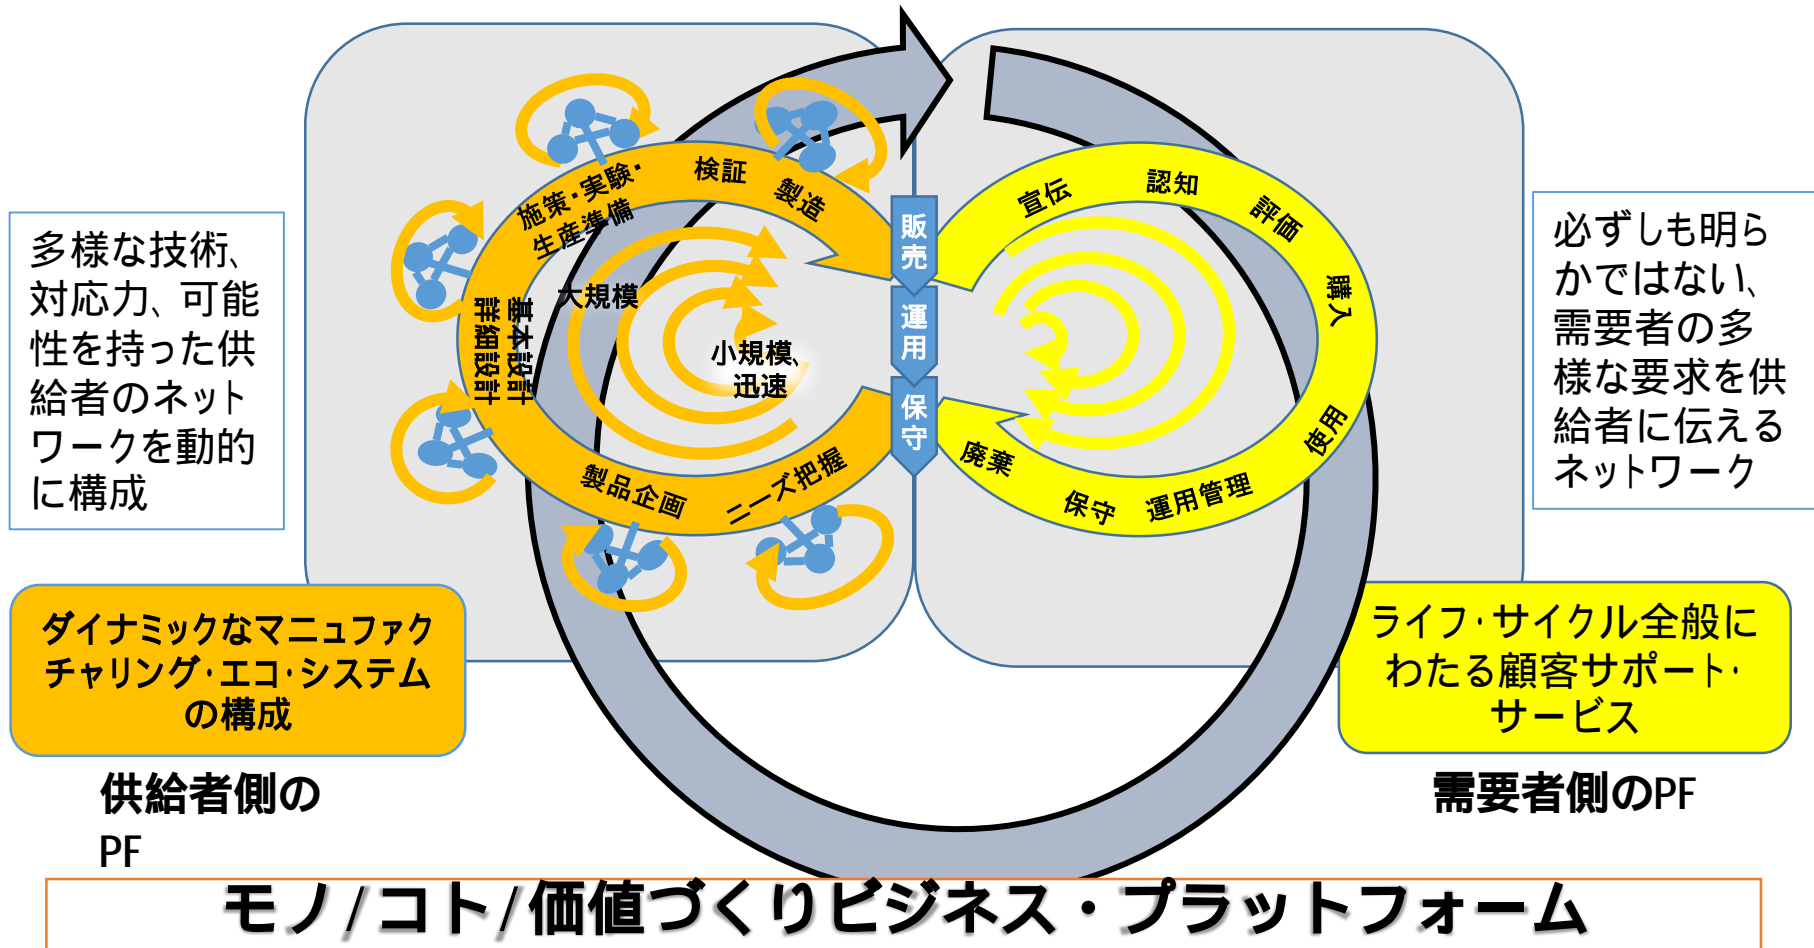 多様な技術、
対応力、可能
性を持った供
給者のネット
ワークを動的
に構成
施策・実験・
生産準備
検証
製造
基本設計
詳細設計
大規模
小規模、
迅速
製品企画
ニーズ把握
販売
運用
保守
宣伝
認知
評価
購入
使用
運用管理
保守
廃棄
必ずしも明ら
かではない、
需要者の多
様な要求を供
給者に伝える
ネットワーク
ダイナミックなマニュファク
チャリング・エコ・システム
の構成
ライフ・サイクル全般に
わたる顧客サポート・
サービス
供給者側の
PF
需要者側のPF
モノ/コト/価値づくりビジネス・プラットフォーム